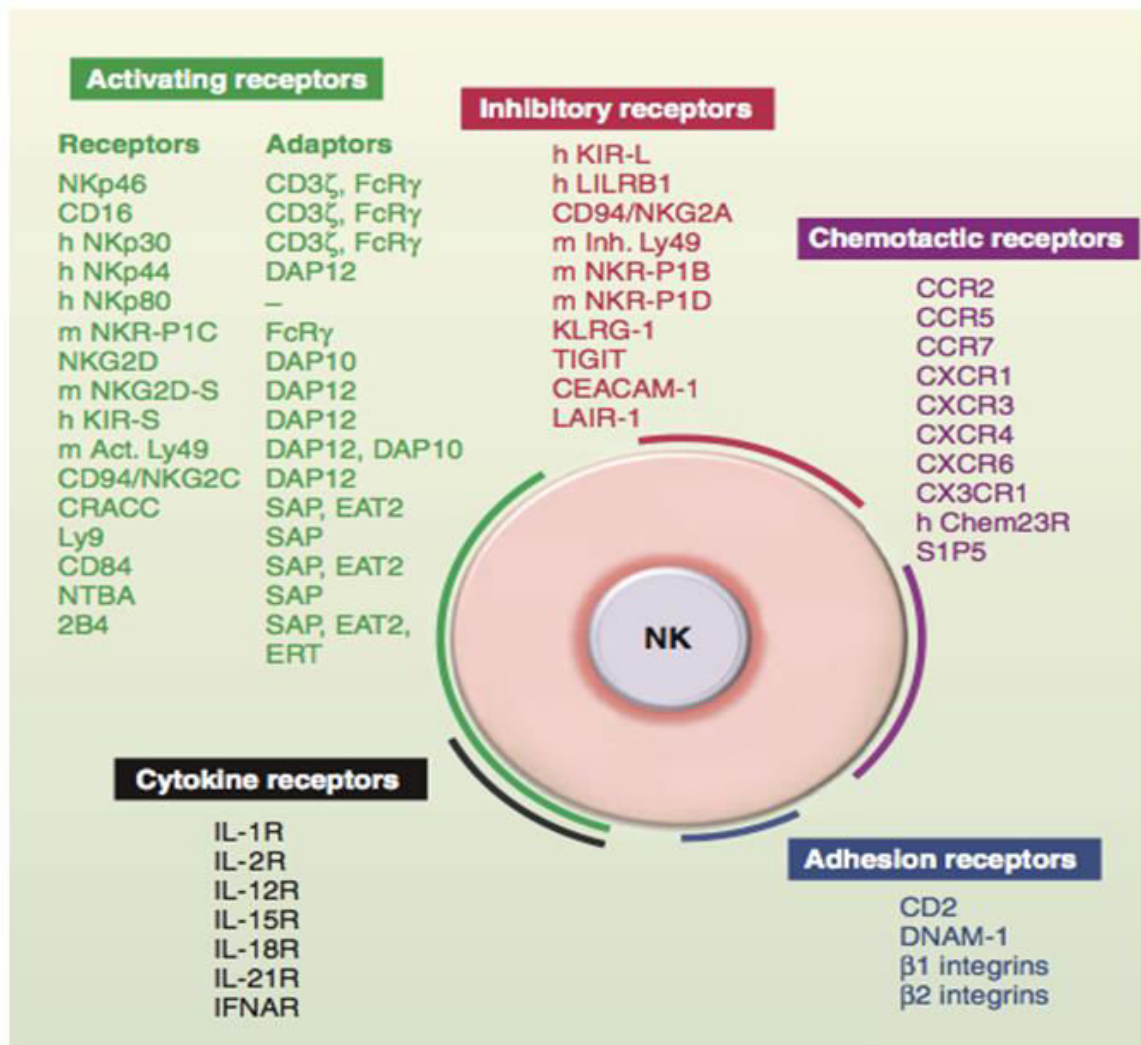 Activating receptors
Receptors Adaptors
NKp46 CD3ζ, FcRγ
CD16 CD3ζ, FcRγ
h NKp30 CD3ζ, FcRγ
h NKp44 DAP12
h NKp80 –
m NKR-P1C FcRγ
NKG2D DAP10
m NKG2D-S DAP12
h KIR-S DAP12
m Act. Ly49 DAP12, DAP10
CD94/NKG2C DAP12
CRACC SAP, EAT2
Ly9 SAP
CD84 SAP, EAT2
NTBA SAP
2B4 SAP, EAT2,
ERT
Inhibitory receptors
h KIR-L
h LILRB1
CD94/NKG2A
m Inh. Ly49
m NKR-P1B
m NKR-P1D
KLRG-1
TIGIT
CEACAM-1
LAIR-1
Chemotactic receptors
CCR2
CCR5
CCR7
CXCR1
CXCR3
CXCR4
CXCR6
CX3CR1
h Chem23R
S1P5
NK
Cytokine receptors
IL-1R
IL-2R
IL-12R
IL-15R
IL-18R
IL-21R
IFNAR
Adhesion receptors
CD2
DNAM-1
β1 integrins
β2 integrins